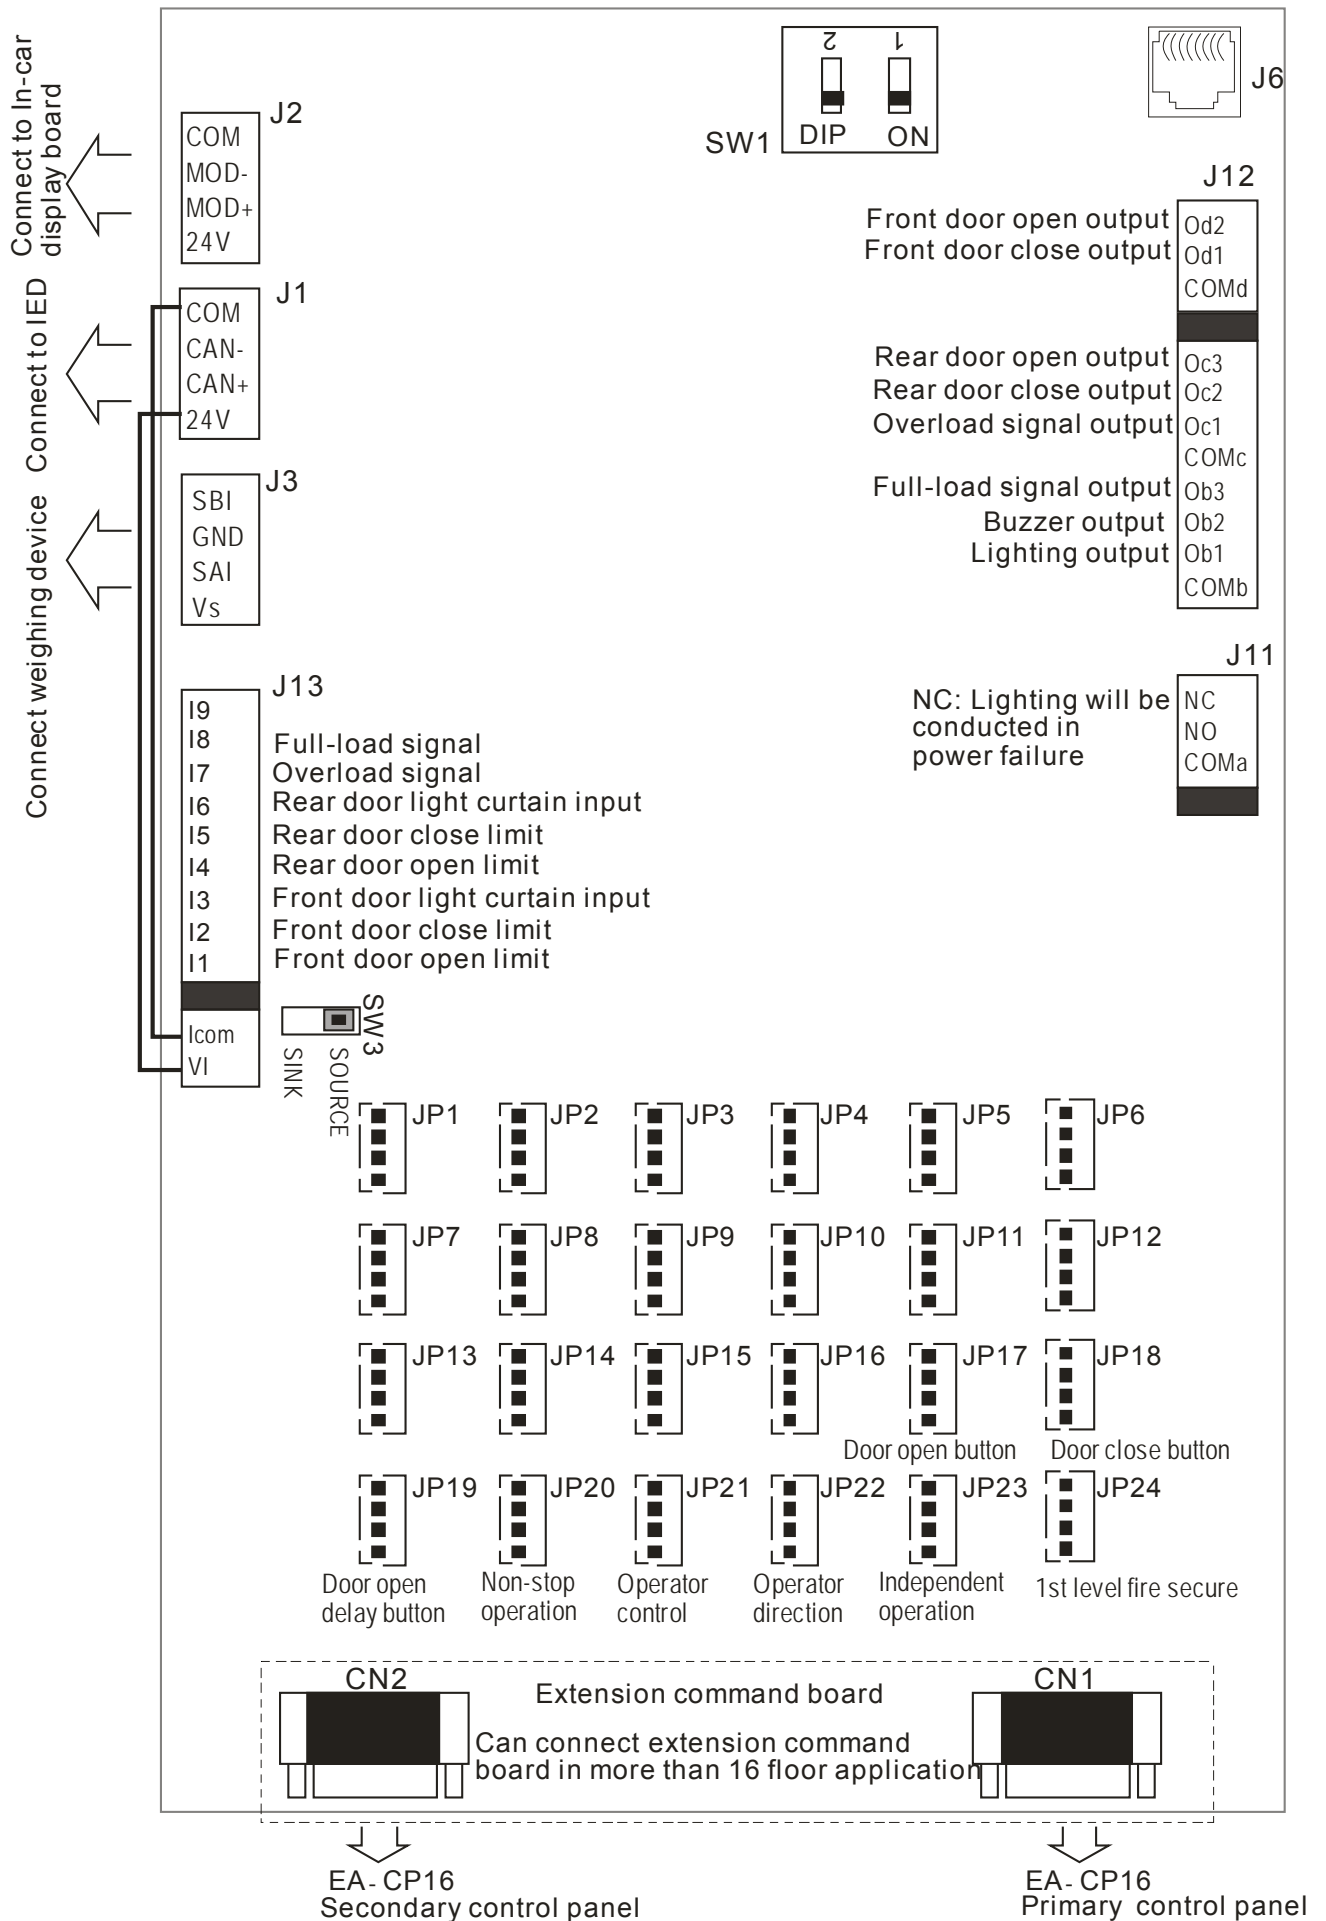 2
1
DIP
ON
SW1
J6
Connect to In-car
display board
J2
COM
MOD-
MOD+
24V
Connect to IED
J1
COM
CAN-
CAN+
24V
Connect weighing device
J3
SBI
GND
SAI
Vs
J12
Front door open output Od2
Front door close output Od1
COMd
Rear door open output Oc3
Rear door close output Oc2
Overload signal output Oc1
COMc
Full-load signal output Ob3
Buzzer output Ob2
Lighting output Ob1
COMb
J11
NC: Lighting will be
conducted in
power failure
NC
NO
COMa
J13
I9
I8 Full-load signal
I7 Overload signal
I6 Rear door light curtain input
I5 Rear door close limit
I4 Rear door open limit
I3 Front door light curtain input
I2 Front door close limit
I1 Front door open limit
Icom
VI
SW3
SINK
SOURCE
JP1 JP2 JP3 JP4 JP5 JP6
JP7 JP8 JP9 JP10 JP11 JP12
JP13 JP14 JP15 JP16 JP17 JP18
Door open button Door close button
JP19 JP20 JP21 JP22 JP23 JP24
Door open
delay button
Non-stop
operation
Operator
control
Operator
direction
Independent
operation
1st level fire secure
CN2
Extension command board
CN1
Can connect extension command
board in more than 16 floor application
EA- CP16
Secondary control panel
EA- CP16
Primary control panel